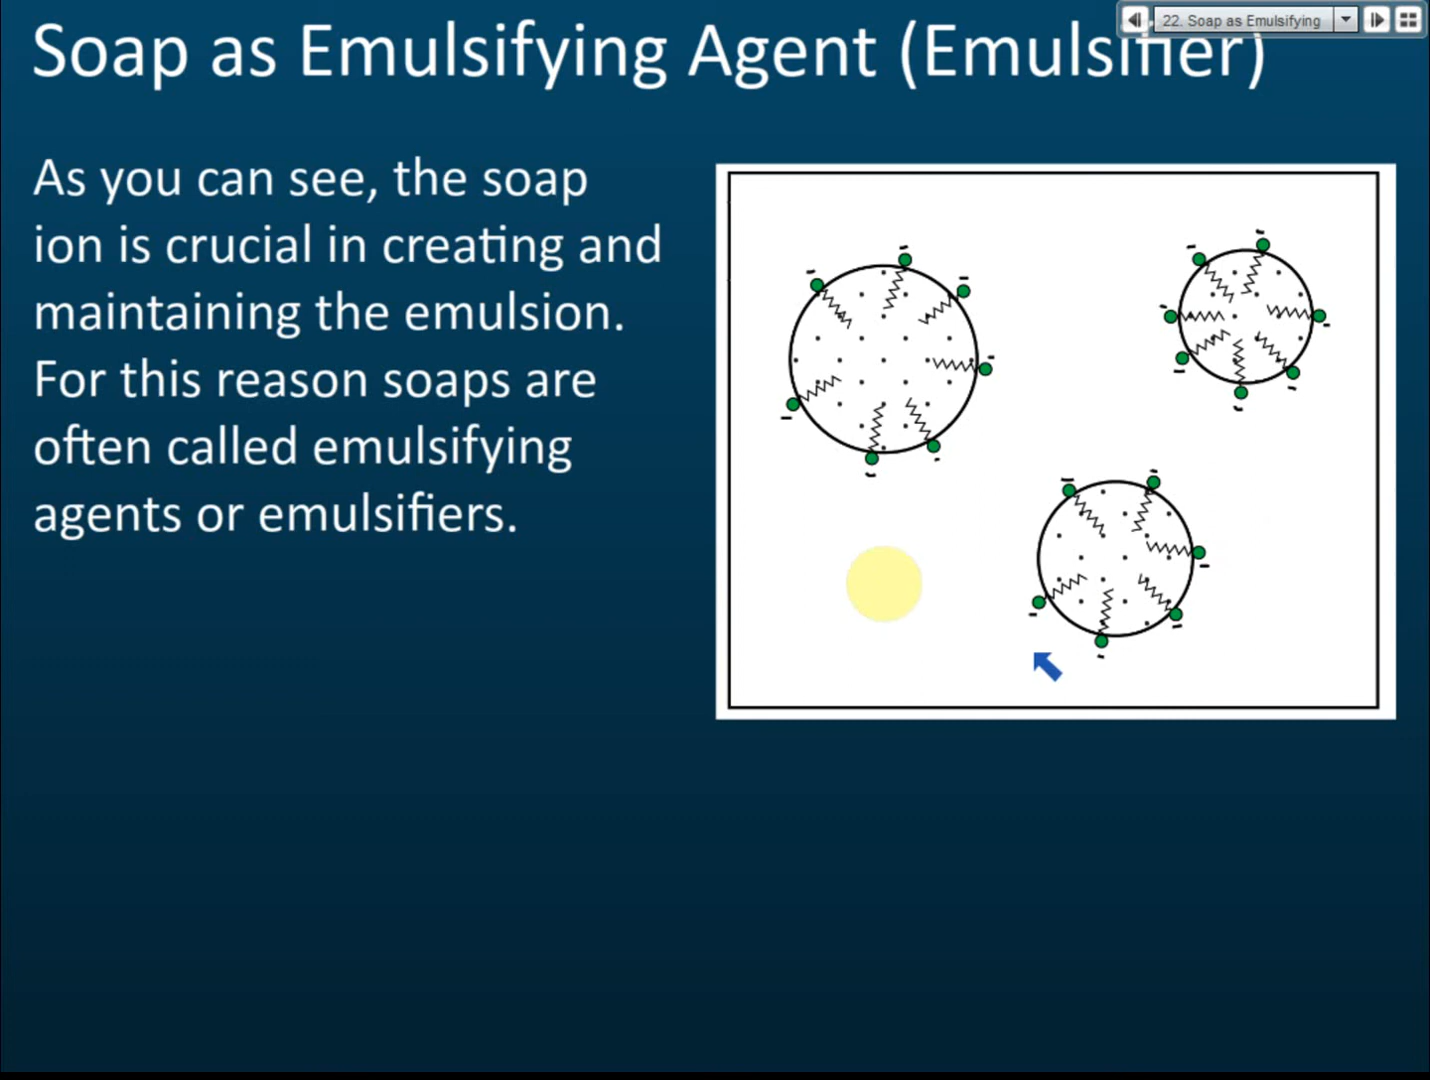 22. Soap as Emulsifying
Soap as Emulsifying Agent (Emulsifier)
As you can see, the soap
ion is crucial in creating and
maintaining the emulsion.
For this reason soaps are
often called emulsifying
agents or emulsifiers.